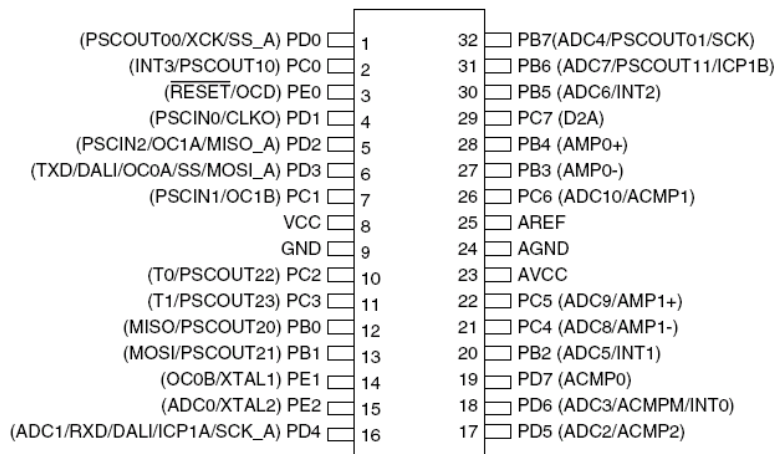 (PSCOUT00/XCK/SS_A) PD0 1 32 PB7(ADC4/PSCOUT01/SCK)
(INT3/PSCOUT10) PC0 2 31 PB6 (ADC7/PSCOUT11/ICP1B)
(RESET/OCD) PE0 3 30 PB5 (ADC6/INT2)
(PSCIN0/CLKO) PD1 4 29 PC7 (D2A)
(PSCIN2/OC1A/MISO_A) PD2 5 28 PB4 (AMP0+)
(TXD/DALI/OC0A/SS/MOSI_A) PD3 6 27 PB3 (AMP0-)
(PSCIN1/OC1B) PC1 7 26 PC6 (ADC10/ACMP1)
VCC 8 25 AREF
GND 9 24 AGND
(T0/PSCOUT22) PC2 10 23 AVCC
(T1/PSCOUT23) PC3 11 22 PC5 (ADC9/AMP1+)
(MISO/PSCOUT20) PB0 12 21 PC4 (ADC8/AMP1-)
(MOSI/PSCOUT21) PB1 13 20 PB2 (ADC5/INT1)
(OC0B/XTAL1) PE1 14 19 PD7 (ACMP0)
(ADC0/XTAL2) PE2 15 18 PD6 (ADC3/ACMPM/INT0)
(ADC1/RXD/DALI/ICP1A/SCK_A) PD4 16 17 PD5 (ADC2/ACMP2)